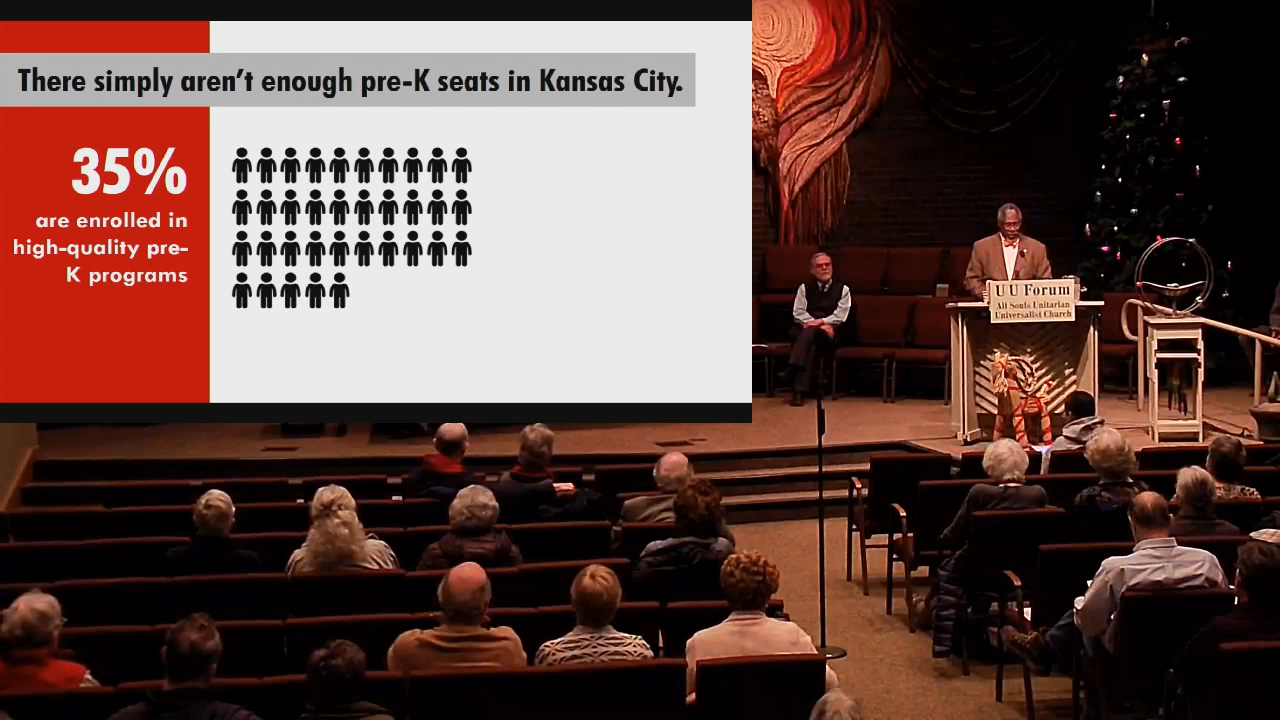 There simply aren't enough pre-K seats in Kansas City.
35%
are enrolled in
high-quality pre-
K programs
U U Forum
All Souls Unitarian
Universalist Church